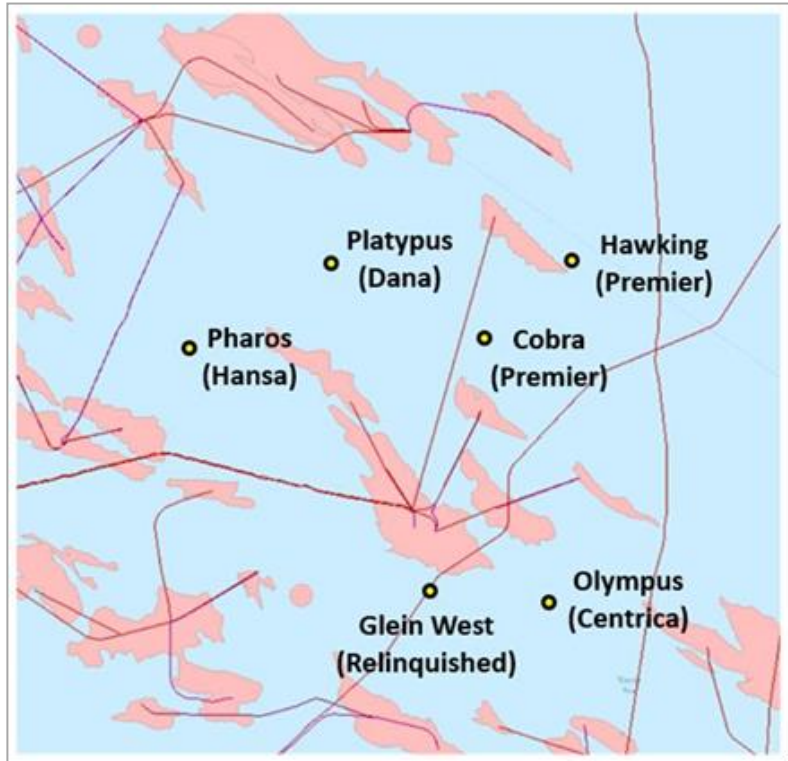 Platypus
(Dana)
Hawking
(Premier)
Pharos
(Hansa)
Cobra
(Premier)
Olympus
(Centrica)
Glein West
(Relinquished)